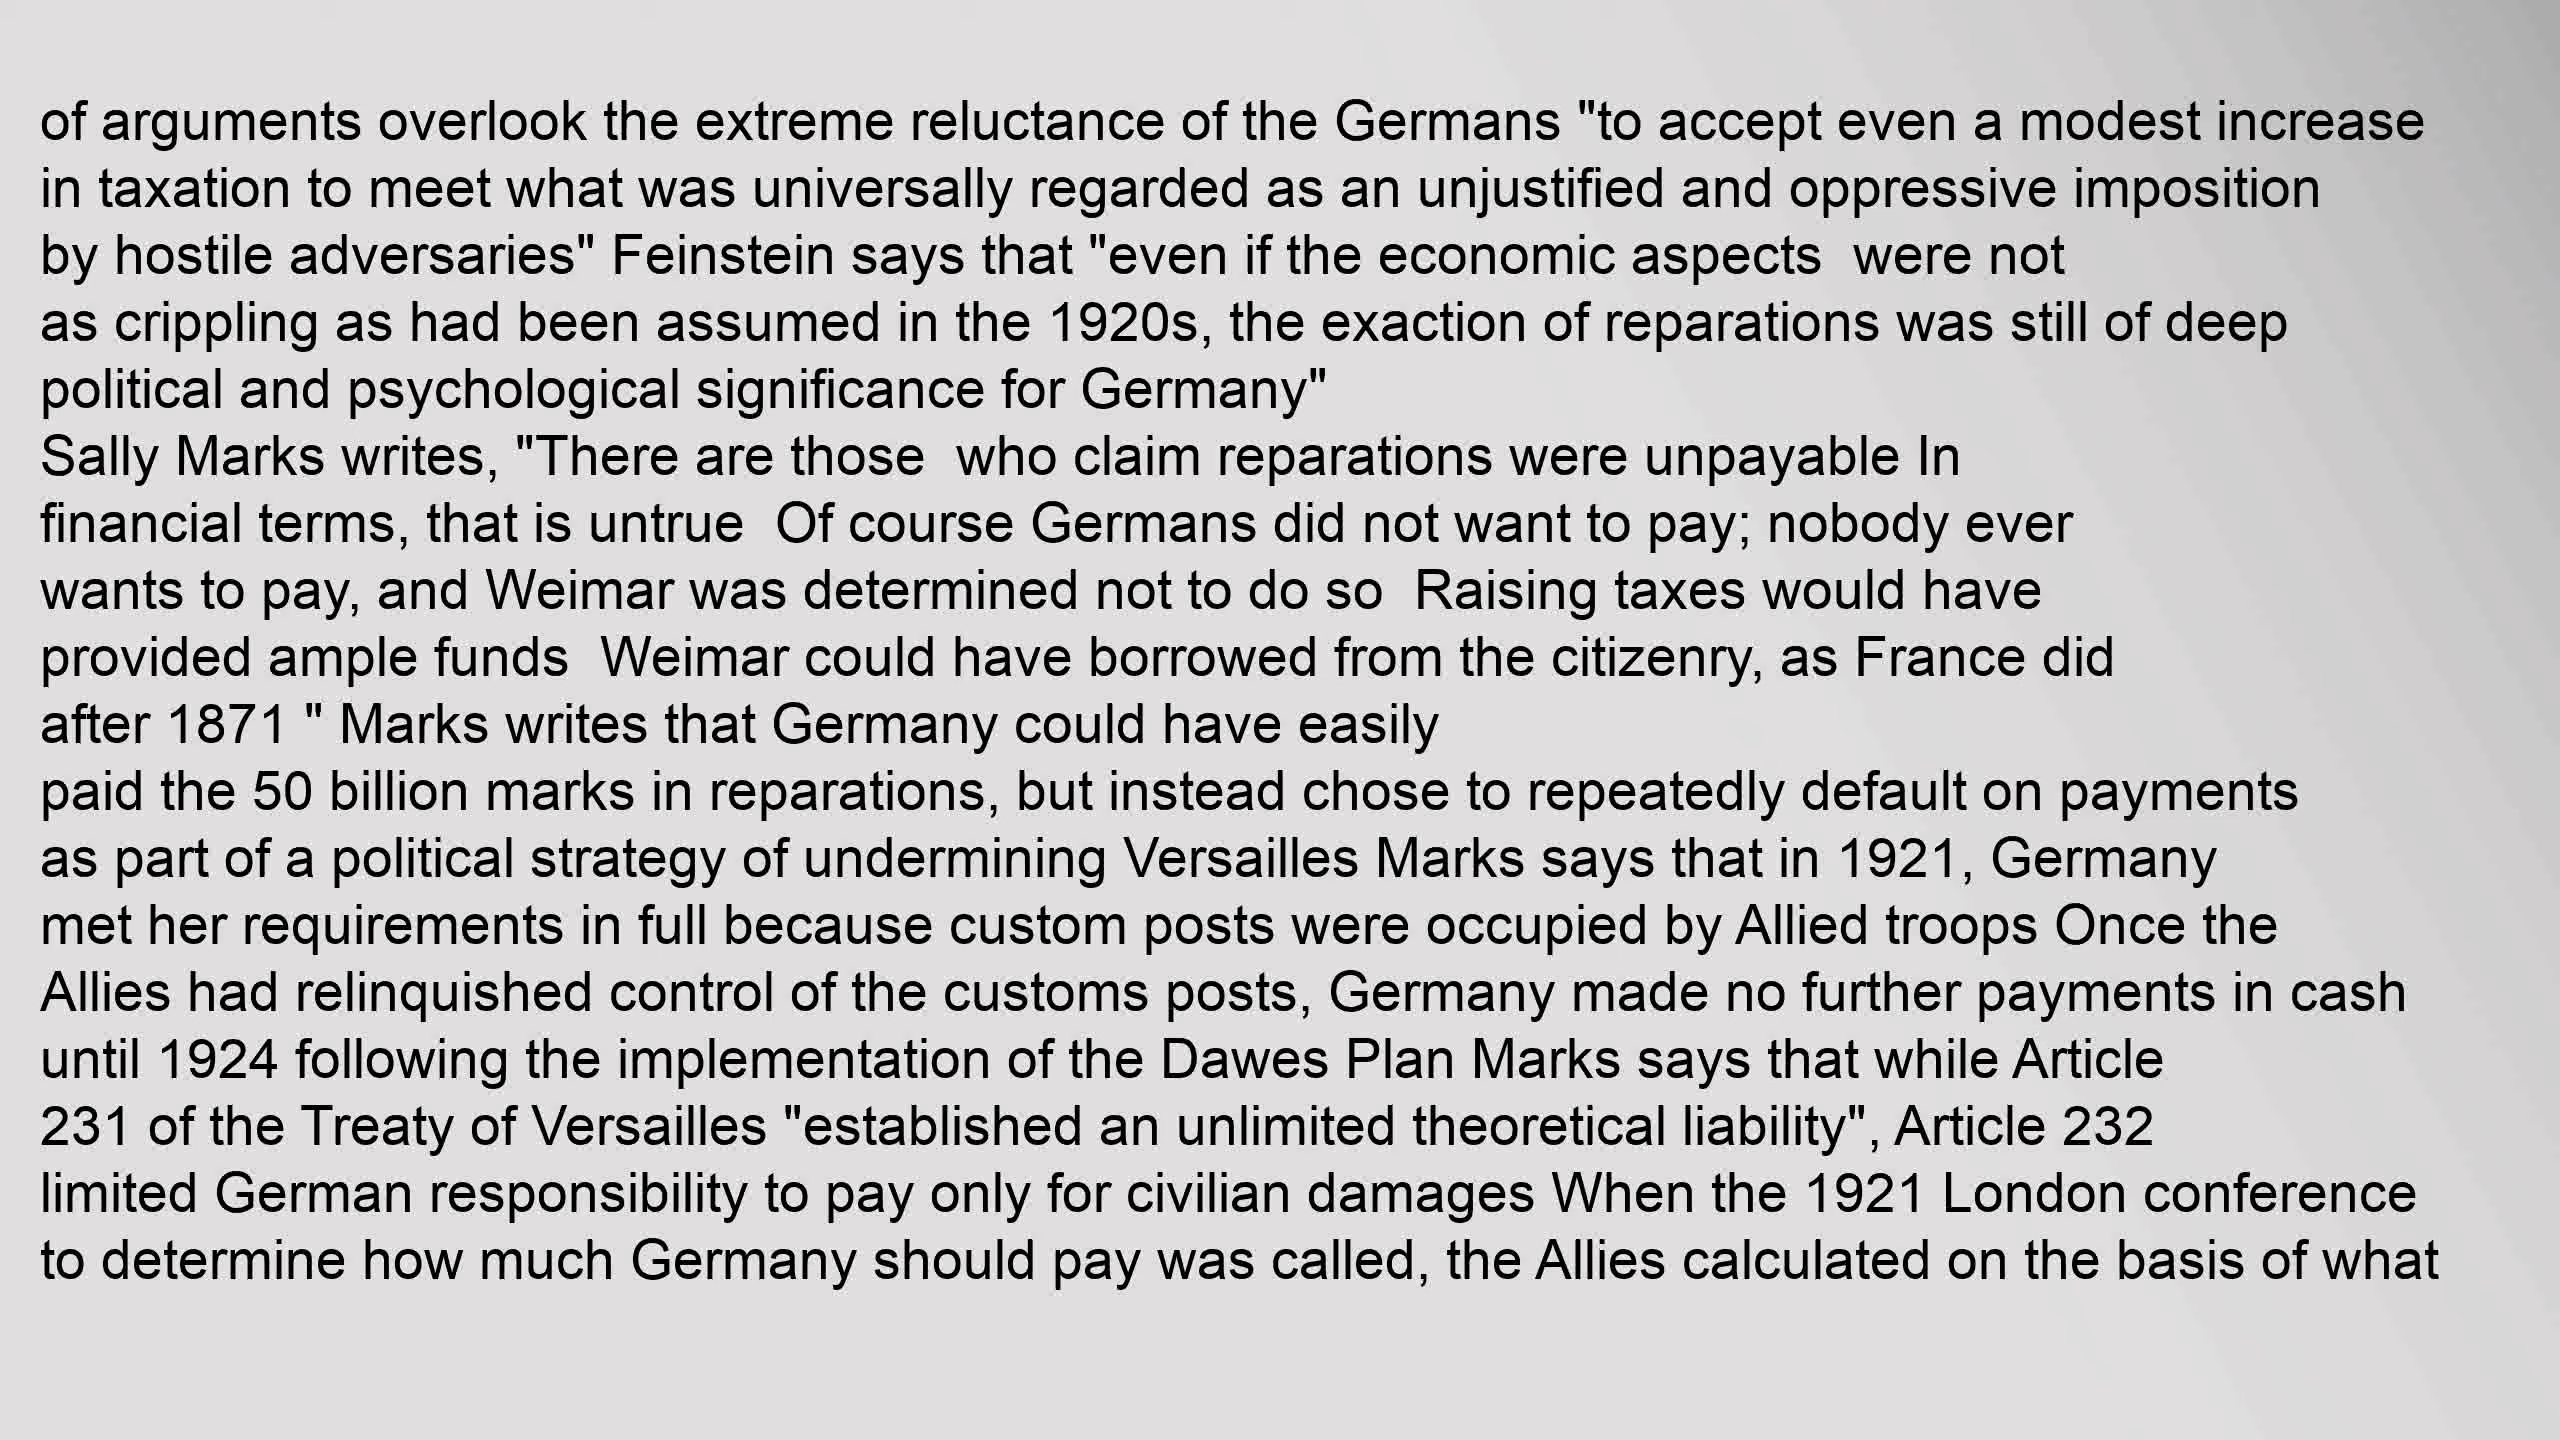 of arguments overlook the extreme reluctance of the Germans "to accept even a modest increase
in taxation to meet what was universally regarded as an unjustified and oppressive imposition
by hostile adversaries" Feinstein says that "even if the economic aspects  were not
as crippling as had been assumed in the 1920s, the exaction of reparations was still of deep
political and psychological significance for Germany"
Sally Marks writes, "There are those  who claim reparations were unpayable In
financial terms, that is untrue  Of course Germans did not want to pay; nobody ever
wants to pay, and Weimar was determined not to do so  Raising taxes would have
provided ample funds  Weimar could have borrowed from the citizenry, as France did
after 1871 " Marks writes that Germany could have easily
paid the 50 billion marks in reparations, but instead chose to repeatedly default on payments
as part of a political strategy of undermining Versailles Marks says that in 1921, Germany
met her requirements in full because custom posts were occupied by Allied troops Once the
Allies had relinquished control of the customs posts, Germany made no further payments in cash
until 1924 following the implementation of the Dawes Plan Marks says that while Article
231 of the Treaty of Versailles "established an unlimited theoretical liability", Article 232
limited German responsibility to pay only for civilian damages When the 1921 London conference
to determine how much Germany should pay was called, the Allies calculated on the basis of what